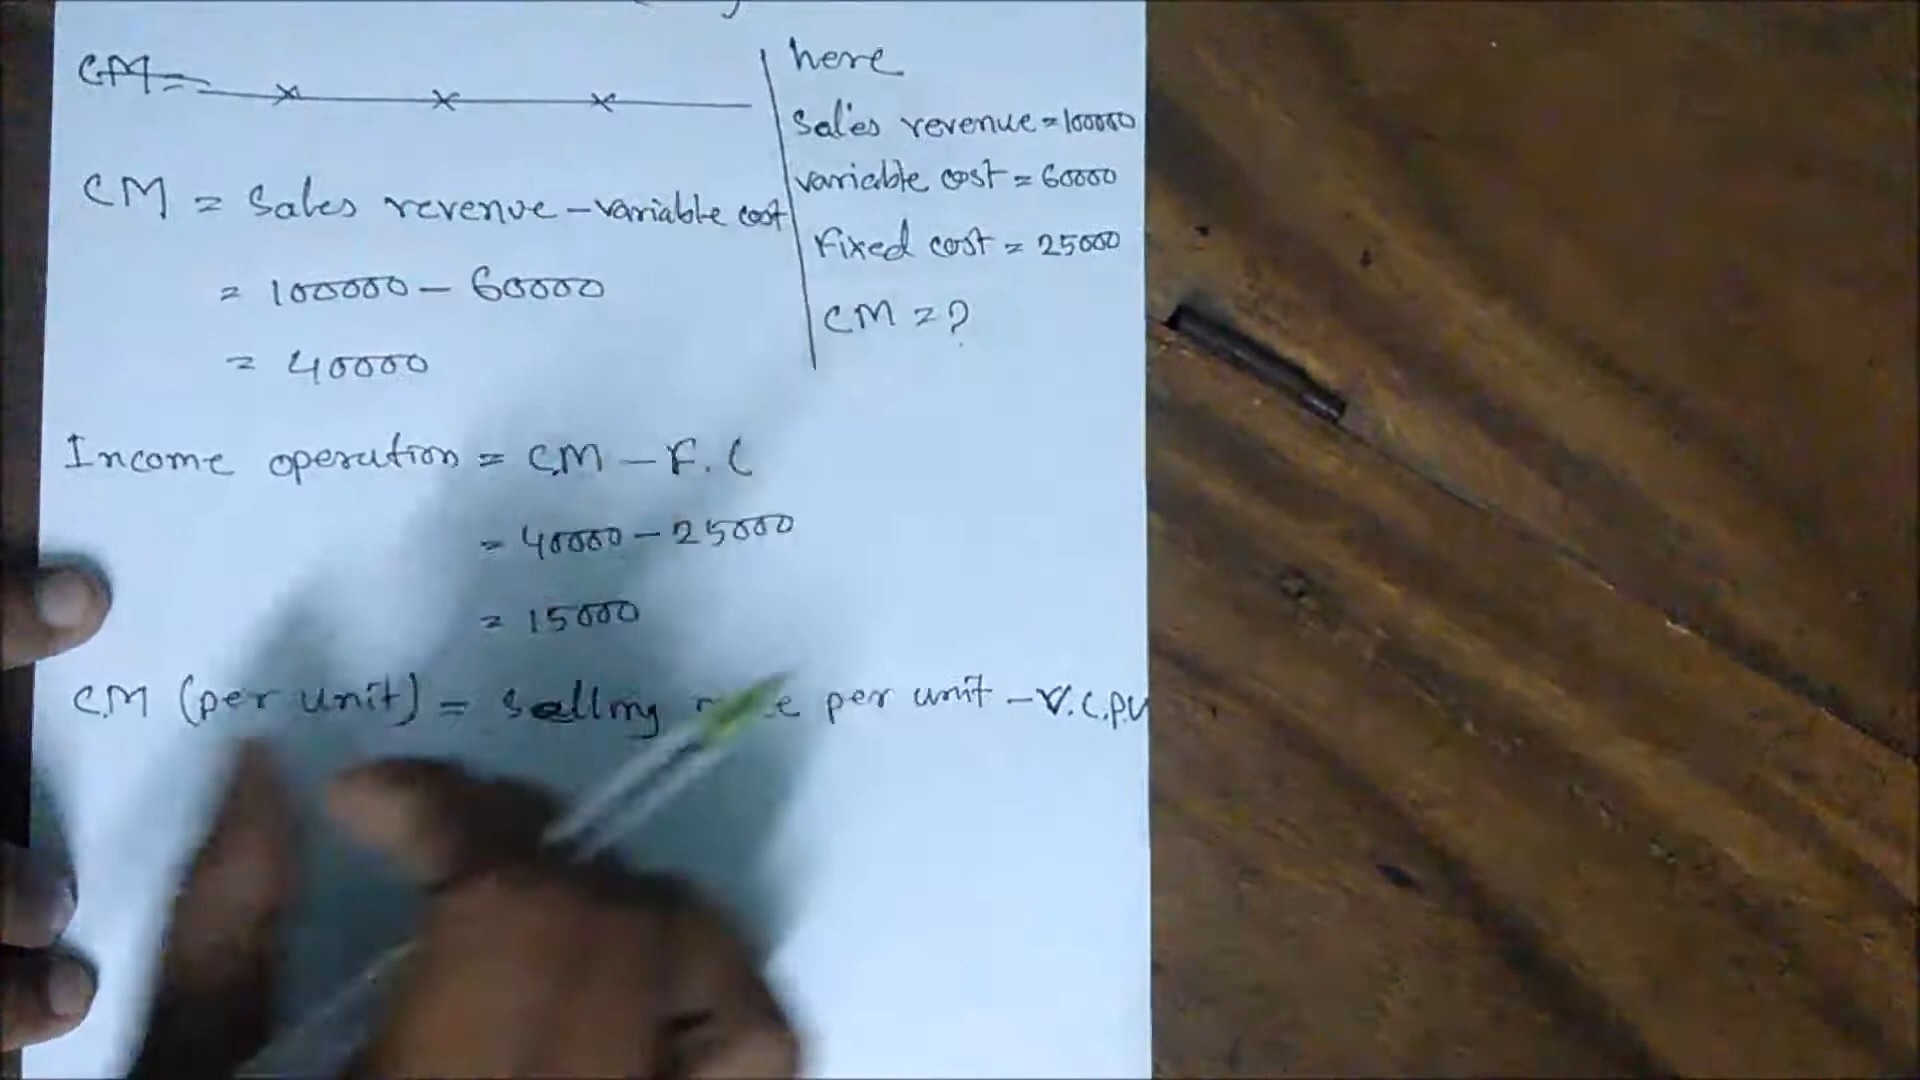 CM =
CM = Sales revenue - variable cost
= 100000 - 60000
= 40000
here
Sales revenue = 100000
variable cost = 60000
Fixed cost = 25000
CM = ?
Income operation = CM - F.C
= 40000 - 25000
= 15000
CM (per unit) = Selling per unit - V.C.P.U